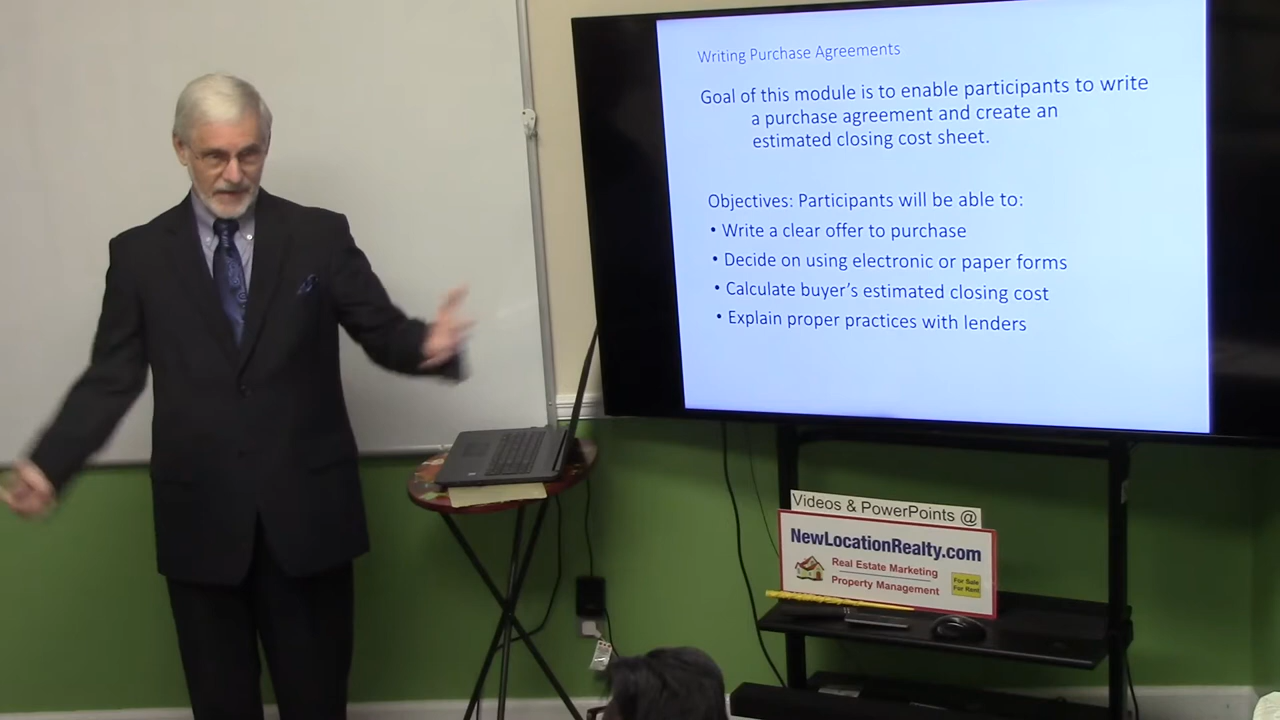 Writing Purchase Agreements
Goal of this module is to enable participants to write
a purchase agreement and create an
estimated closing cost sheet.
Objectives: Participants will be able to:
• Write a clear offer to purchase
• Decide on using electronic or paper forms
• Calculate buyer's estimated closing cost
• Explain proper practices with lenders
Videos & PowerPoints @
NewLocationRealty.com
Real Estate Marketing
Property Management
For Sale
For Rent